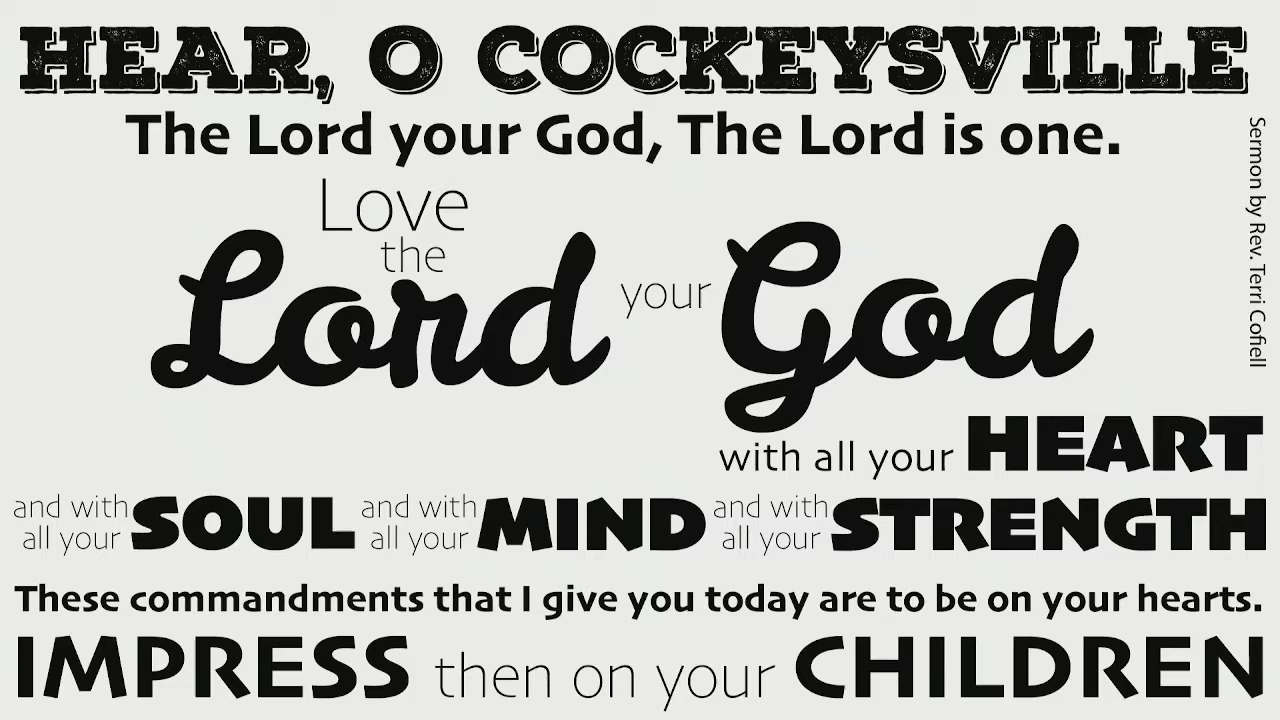 HEAR, O COCKEYSVILLE
The Lord your God, The Lord is one.
Love
the
Lord your God
with all your HEART
and with all your SOUL and with all your MIND and with all your STRENGTH
These commandments that I give you today are to be on your hearts.
IMPRESS then on your CHILDREN
Sermon by Rev. Terri Cofiell